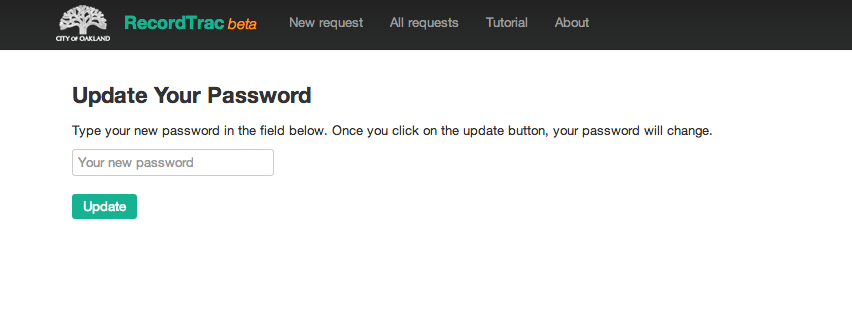 CITY OF OAKLAND
RecordTrac beta New request All requests Tutorial About
Update Your Password
Type your new password in the field below. Once you click on the update button, your password will change.
Your new password
Update